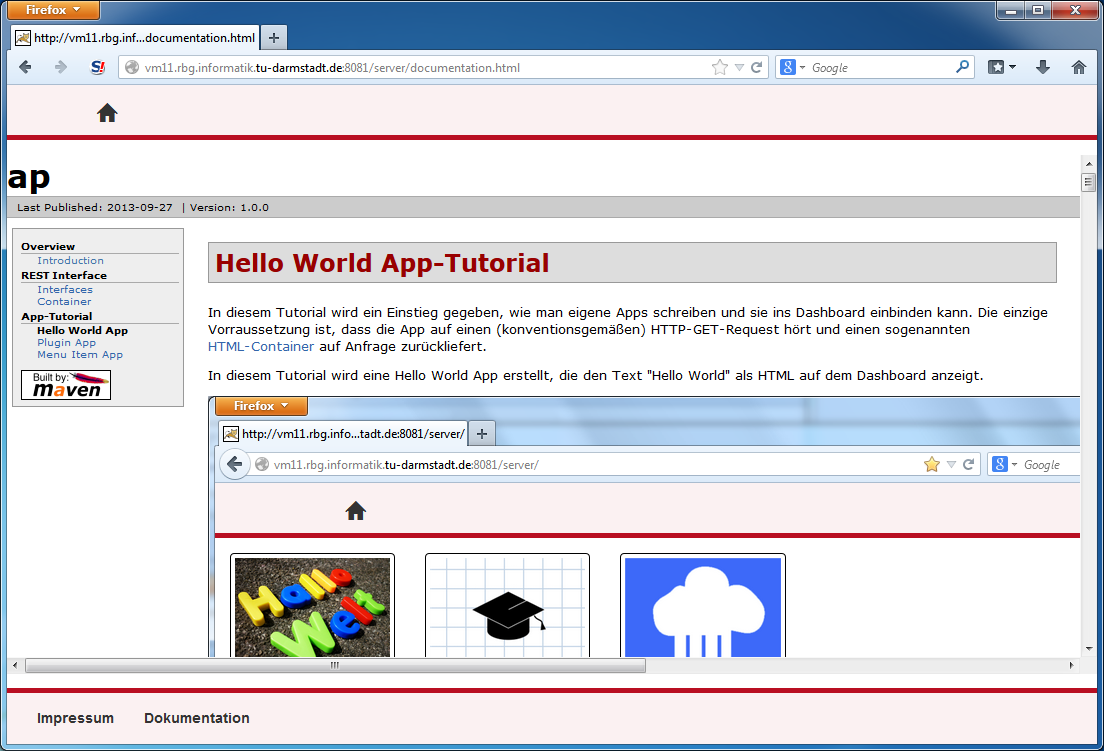 Firefox
http://vm11.rbg.inf...documentation.html
vm11.rbg.informatik.tu-darmstadt.de:8081/server/documentation.html
Google
ap
Last Published: 2013-09-27 | Version: 1.0.0
Overview
Introduction
REST Interface
Interfaces
Container
App-Tutorial
Hello World App
Plugin App
Menu Item App
Built by:
maven
Hello World App-Tutorial
In diesem Tutorial wird ein Einstieg gegeben, wie man eigene Apps schreiben und sie ins Dashboard einbinden kann. Die einzige
Vorraussetzung ist, dass die App auf einen (konventionsgemäßen) HTTP-GET-Request hört und einen sogenannten
HTML-Container auf Anfrage zurückliefert.
In diesem Tutorial wird eine Hello World App erstellt, die den Text "Hello World" als HTML auf dem Dashboard anzeigt.
Firefox
http://vm11.rbg.info...tadt.de:8081/server/
vm11.rbg.informatik.tu-darmstadt.de:8081/server/
Google
Hallo
Welt
Impressum Dokumentation